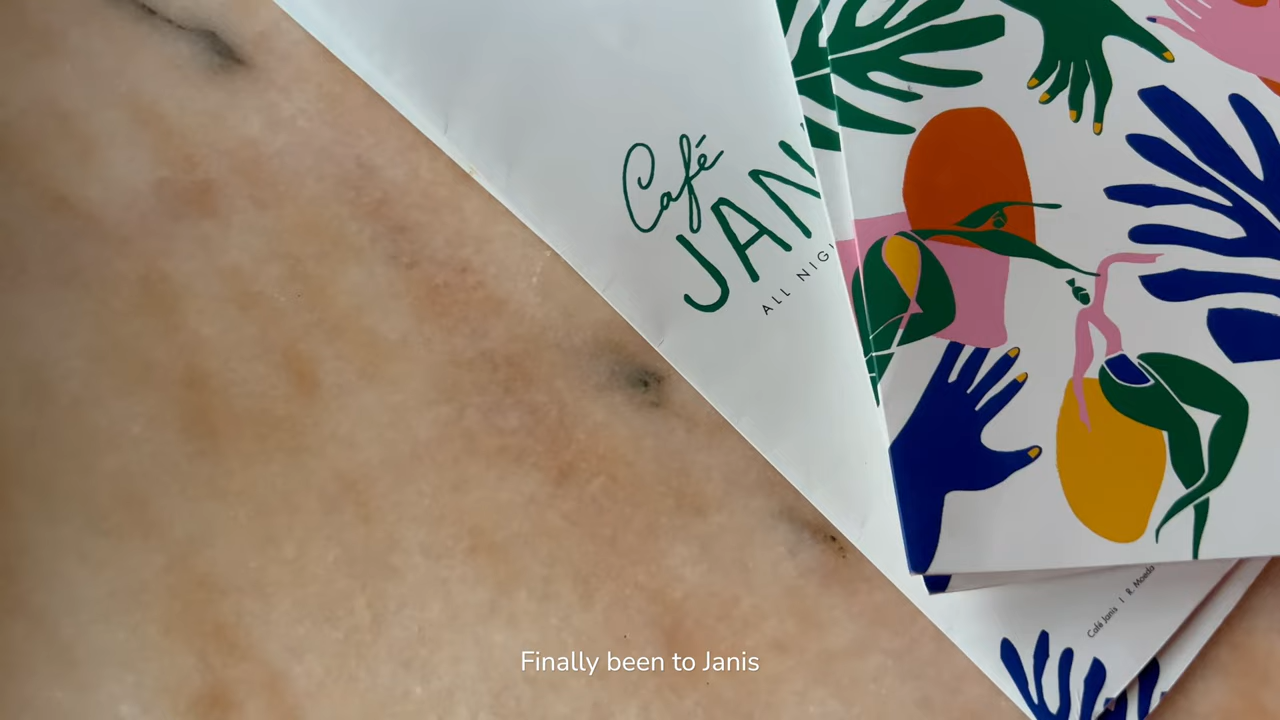 Café
JAN
ALL NIG
Café Janis | R. Moeda
Finally been to Janis